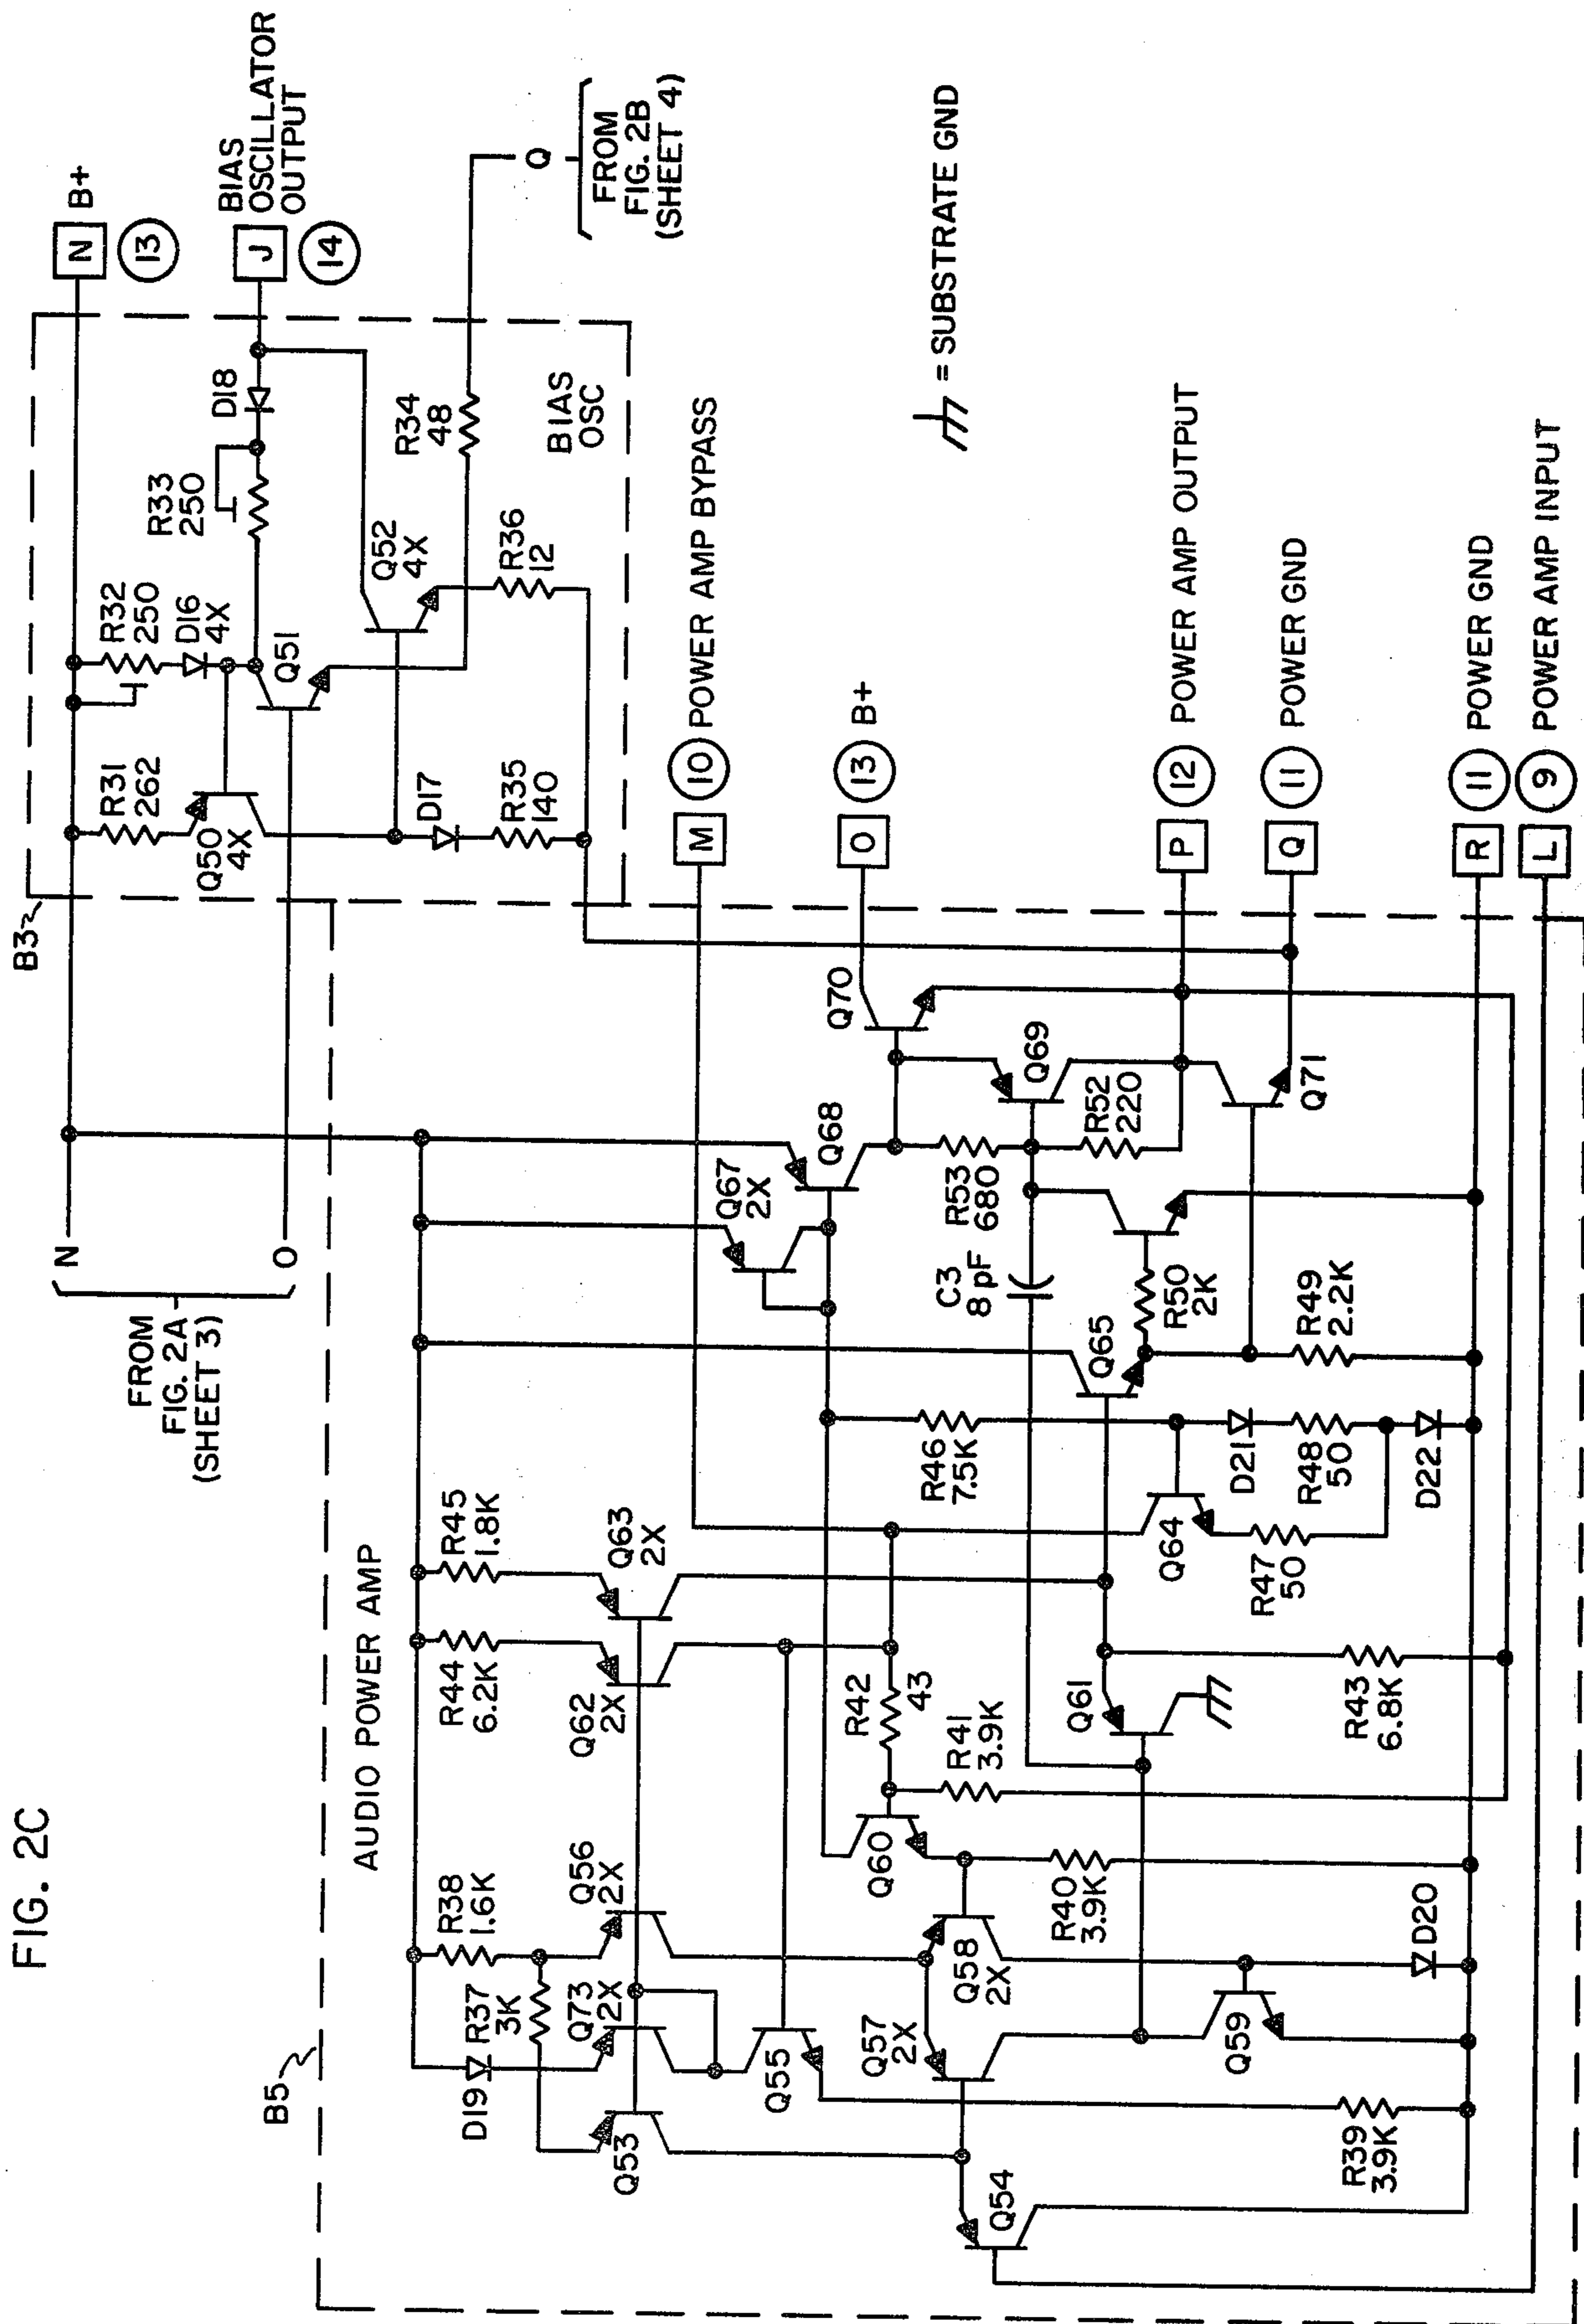 FIG. 2C
FROM
FIG. 2A
(SHEET 3)
N
O
B3
R31
262
Q50
4X
R32
250
D16
4X
Q51
R33
250
D18
D17
R35
140
Q52
4X
R36
12
R34
48
BIAS
OSC
N
B+
13
J
BIAS
OSCILLATOR
OUTPUT
14
Q
FROM
FIG. 2B
(SHEET 4)
= SUBSTRATE GND
B5
AUDIO POWER AMP
D19
R37
3K
R38
1.6K
Q53
Q73
2X
Q56
2X
R44
6.2K
R45
1.8K
Q62
2X
Q63
2X
Q67
2X
Q68
Q54
Q55
Q57
2X
Q58
2X
Q59
Q60
R39
3.9K
R40
3.9K
D20
R42
43
R41
3.9K
Q61
R43
6.8K
R46
7.5K
Q64
R47
50
D21
R48
50
D22
Q65
C3
8pF
R50
2K
R49
2.2K
R53
680
R52
220
Q69
Q70
Q71
M
10
POWER AMP BYPASS
O
13
B+
P
12
POWER AMP OUTPUT
Q
11
POWER GND
R
11
POWER GND
L
9
POWER AMP INPUT